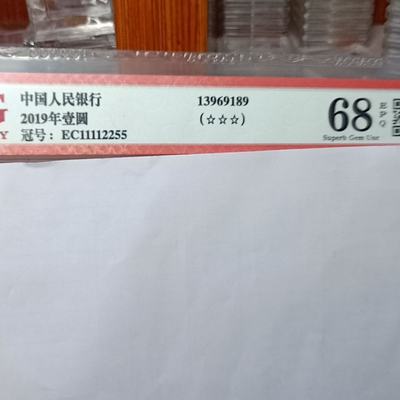 中国人民银行 13969189
2019年壹圆 (☆☆☆)
冠号: EC11112255
68 EPQ
Superb Gem Unc